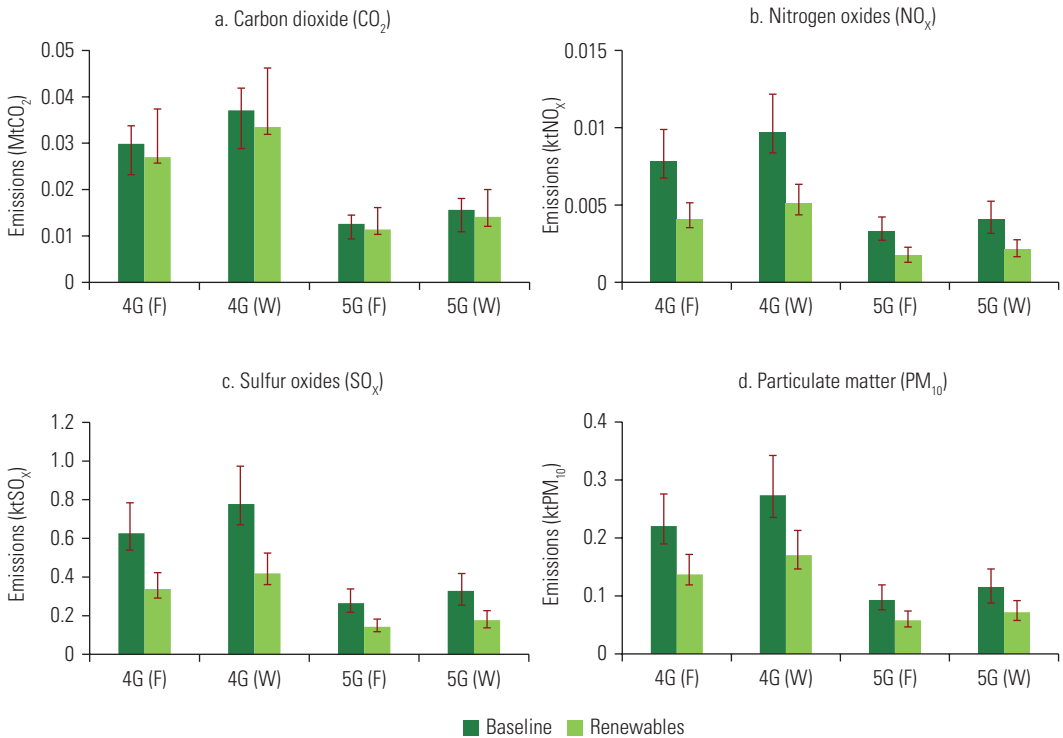 a. Carbon dioxide (CO₂)
Emissions (MtCO₂)
0.05
0.04
0.03
0.02
0.01
0
4G (F) 4G (W) 5G (F) 5G (W)
b. Nitrogen oxides (NOₓ)
Emissions (ktNOₓ)
0.015
0.01
0.005
0
4G (F) 4G (W) 5G (F) 5G (W)
c. Sulfur oxides (SOₓ)
Emissions (ktSOₓ)
1.2
1.0
0.8
0.6
0.4
0.2
0
4G (F) 4G (W) 5G (F) 5G (W)
d. Particulate matter (PM₁₀)
Emissions (ktPM₁₀)
0.4
0.3
0.2
0.1
0
4G (F) 4G (W) 5G (F) 5G (W)
Baseline Renewables